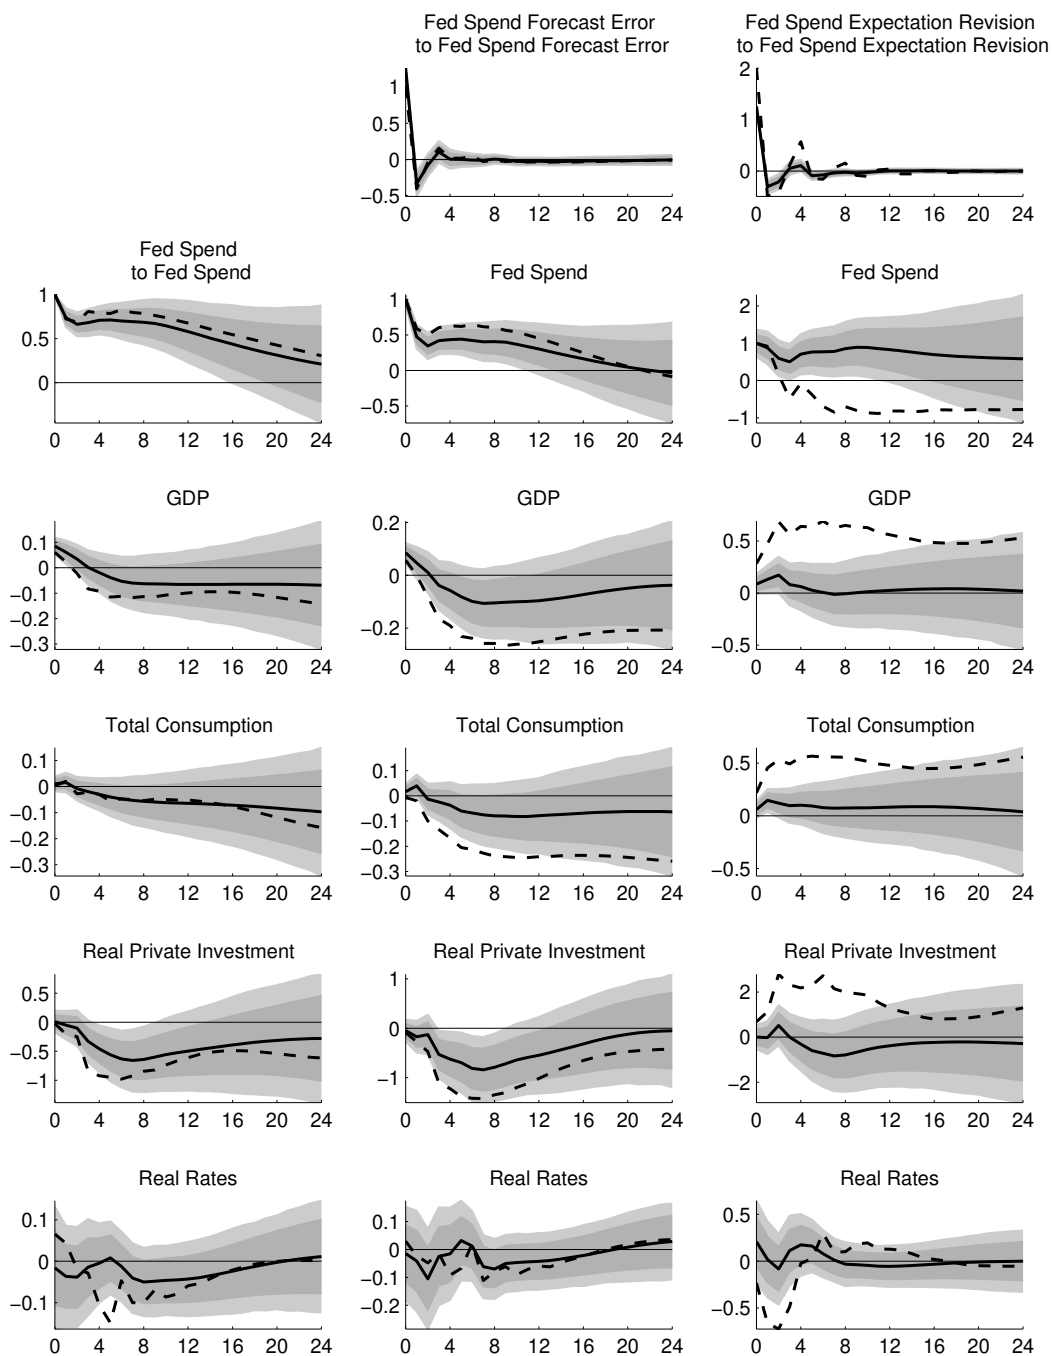 Fed Spend Forecast Error
to Fed Spend Forecast Error
Fed Spend Expectation Revision
to Fed Spend Expectation Revision
1
0.5
0
−0.5
0 4 8 12 16 20 24
2
1
0
0 4 8 12 16 20 24
Fed Spend
to Fed Spend
Fed Spend
Fed Spend
1
0.5
0
0 4 8 12 16 20 24
1
0.5
0
−0.5
0 4 8 12 16 20 24
2
1
0
−1
0 4 8 12 16 20 24
GDP
GDP
GDP
0.1
0
−0.1
−0.2
−0.3
0 4 8 12 16 20 24
0.2
0
−0.2
0 4 8 12 16 20 24
0.5
0
−0.5
0 4 8 12 16 20 24
Total Consumption
Total Consumption
Total Consumption
0.1
0
−0.1
−0.2
−0.3
0 4 8 12 16 20 24
0.1
0
−0.1
−0.2
−0.3
0 4 8 12 16 20 24
0.5
0
−0.5
0 4 8 12 16 20 24
Real Private Investment
Real Private Investment
Real Private Investment
0.5
0
−0.5
−1
0 4 8 12 16 20 24
1
0
−1
0 4 8 12 16 20 24
2
0
−2
0 4 8 12 16 20 24
Real Rates
Real Rates
Real Rates
0.1
0
−0.1
0 4 8 12 16 20 24
0.1
0
−0.1
−0.2
0 4 8 12 16 20 24
0.5
0
−0.5
0 4 8 12 16 20 24